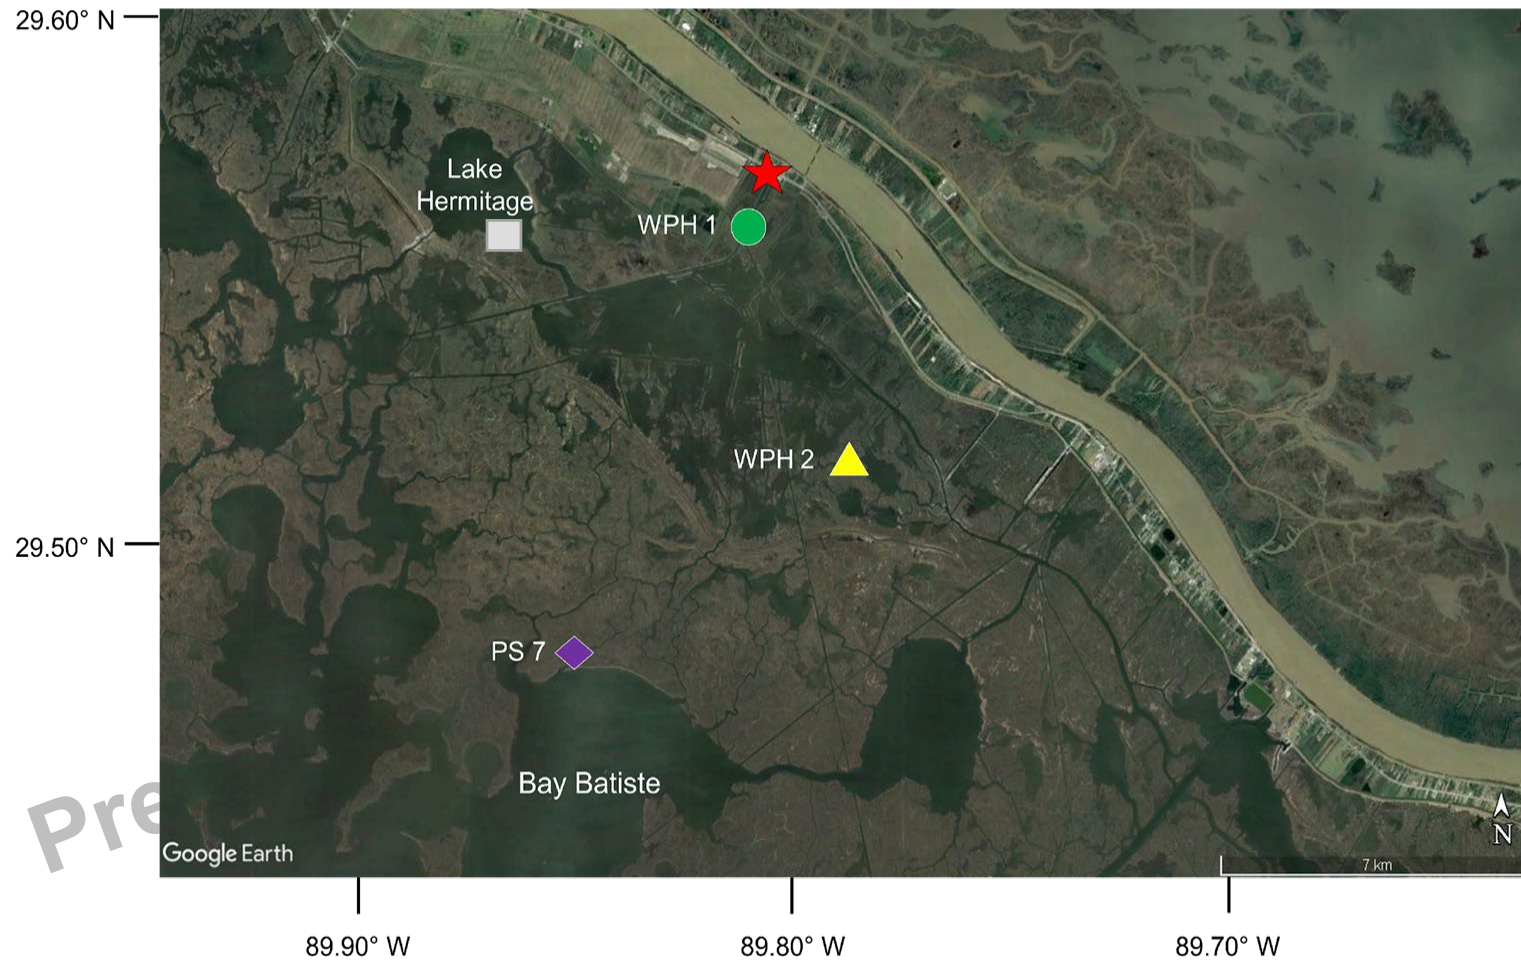 29.60° N
Lake
Hermitage
WPH 1
WPH 2
29.50° N
PS 7
Bay Batiste
Pre
Google Earth
N
7 km
89.90° W
89.80° W
89.70° W